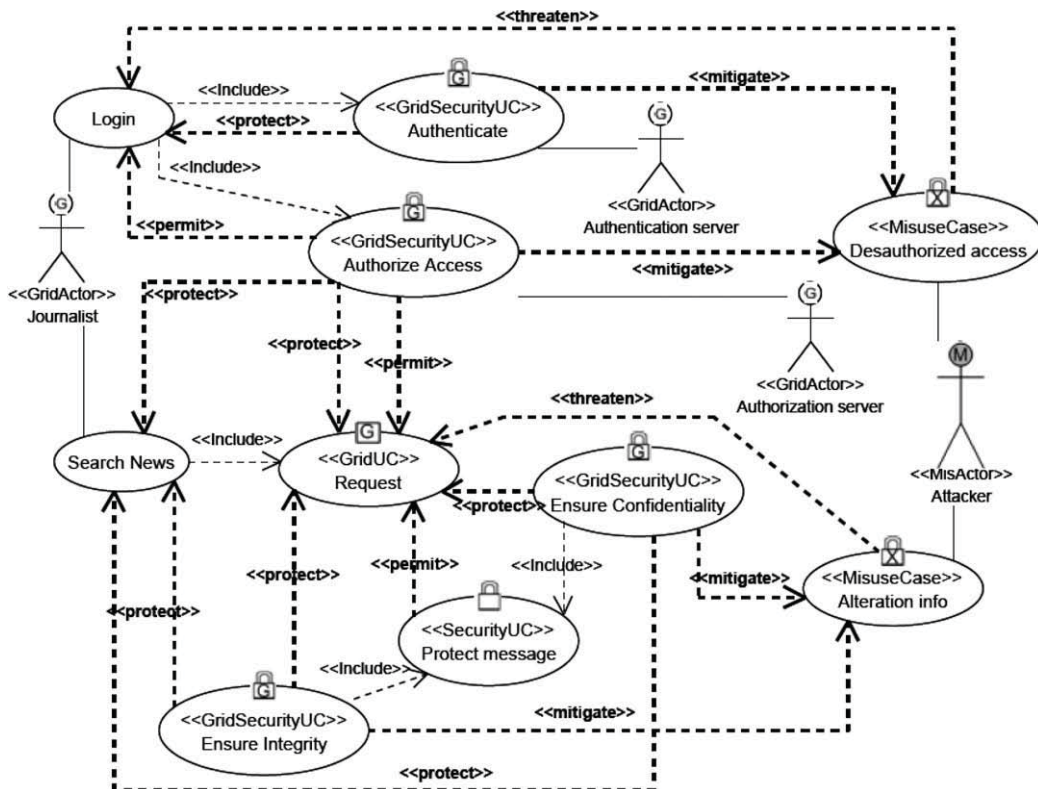 <<threaten>>
G
<<Include>>
<<GridSecurityUC>>
Authenticate
<<mitigate>>
Login
<<protect>>
(G)
<<Include>>
<<GridActor>>
Authentication server
X
<<MisuseCase>>
Desauthorized access
(G)
<<permit>>
G
<<GridSecurityUC>>
Authorize Access
<<mitigate>>
<<GridActor>>
Journalist
<<protect>>
(G)
<<protect>>
<<permit>>
M
<<GridActor>>
Authorization server
<<threaten>>
Search News
<<Include>>
G
<<GridUC>>
Request
G
<<GridSecurityUC>>
Ensure Confidentiality
<<protect>>
<<MisActor>>
Attacker
<<protect>>
<<protect>>
<<permit>>
<<Include>>
<<mitigate>>
X
<<MisuseCase>>
Alteration info
<<SecurityUC>>
Protect message
<<Include>>
G
<<GridSecurityUC>>
Ensure Integrity
<<mitigate>>
<<protect>>